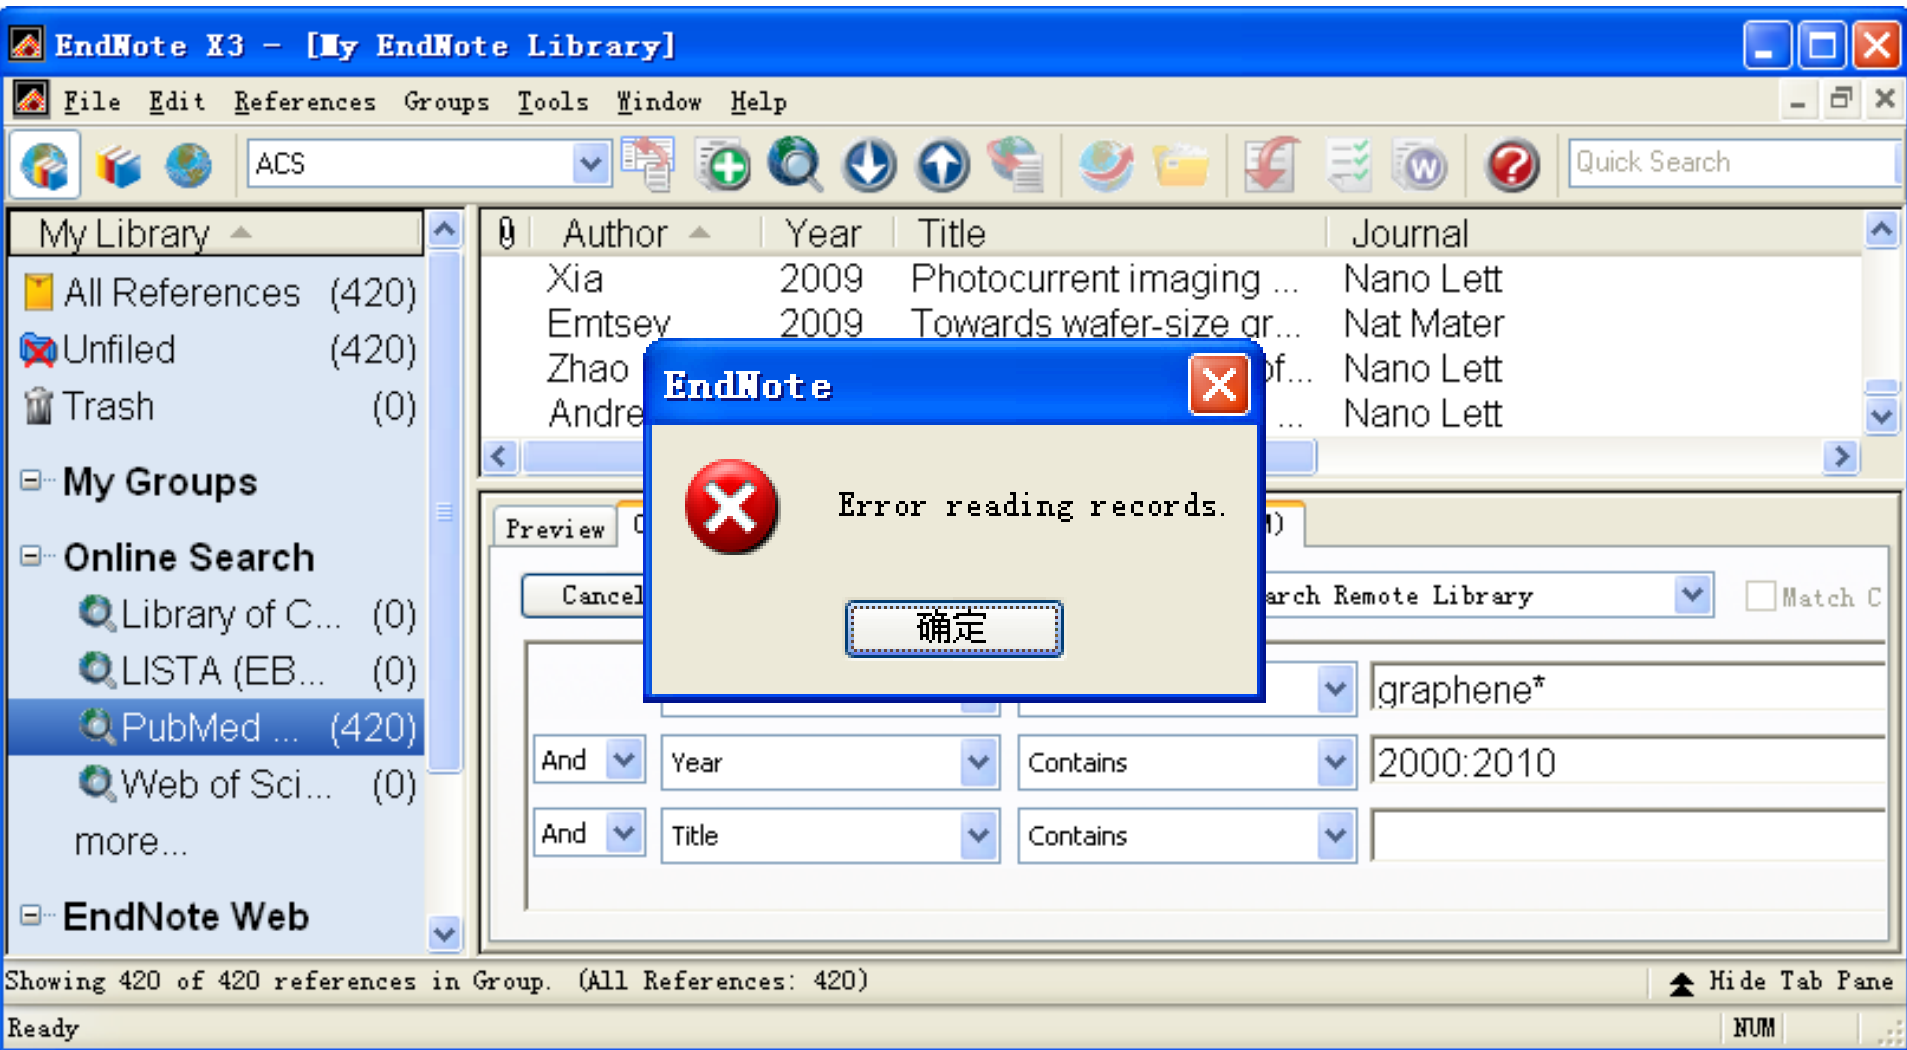 EndNote X3 - [My EndNote Library]
File Edit References Groups Tools Window Help
ACS
Quick Search
My Library
All References (420)
Unfiled (420)
Trash (0)
My Groups
Online Search
Library of C... (0)
LISTA (EB... (0)
PubMed ... (420)
Web of Sci... (0)
more...
EndNote Web
Author Year Title Journal
Xia 2009 Photocurrent imaging ... Nano Lett
Emtsev 2009 Towards wafer-size gr... Nat Mater
Zhao of... Nano Lett
Andre ... Nano Lett
EndNote
Error reading records.
确定
Preview
Cancel arch Remote Library Match C
graphene*
And Year Contains 2000:2010
And Title Contains
Showing 420 of 420 references in Group. (All References: 420)
Hide Tab Pane
Ready
NUM